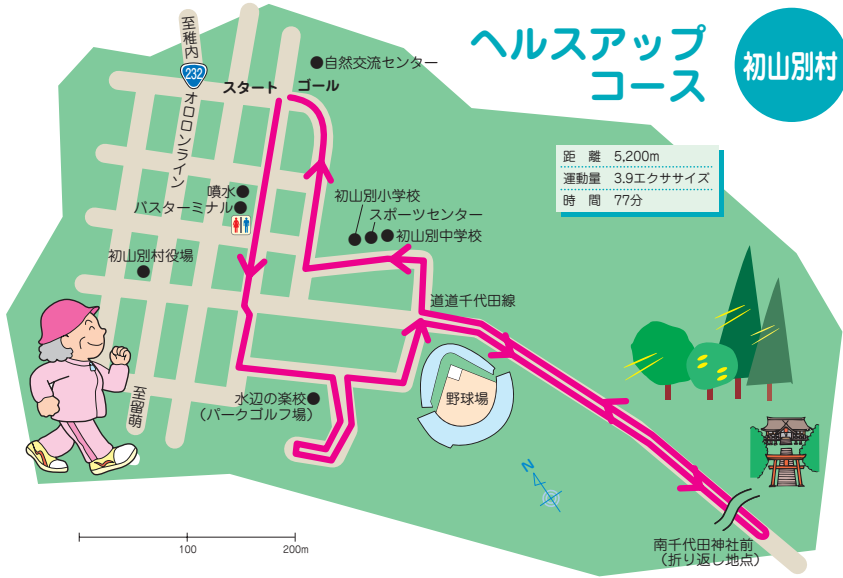 ヘルスアップ
コース
初山別村
距 離 5,200m
運動量 3.9エクササイズ
時 間 77分
至稚内
232
オロロンライン
スタート ゴール
自然交流センター
噴水
バスターミナル
初山別村役場
初山別小学校
スポーツセンター
初山別中学校
道道千代田線
水辺の楽校
(パークゴルフ場)
野球場
至留萌
N
南千代田神社前
(折り返し地点)
100
200m